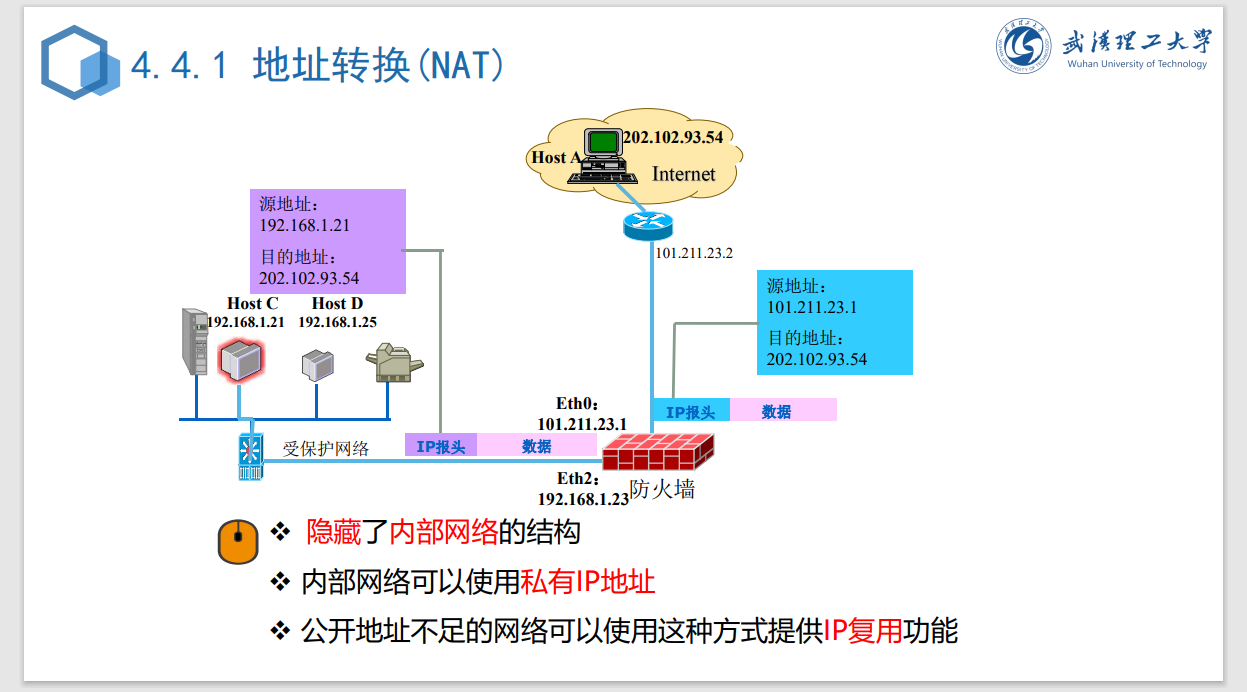 4.4.1 地址转换(NAT)
武汉理工大学
Wuhan University of Technology
202.102.93.54
Host A
Internet
101.211.23.2
源地址：
192.168.1.21
目的地址：
202.102.93.54
源地址：
101.211.23.1
目的地址：
202.102.93.54
Host C
192.168.1.21
Host D
192.168.1.25
IP报头
数据
Eth0：
101.211.23.1
受保护网络
IP报头
数据
Eth2：
192.168.1.23
防火墙
❖ 隐藏了内部网络的结构
❖ 内部网络可以使用私有IP地址
❖ 公开地址不足的网络可以使用这种方式提供IP复用功能